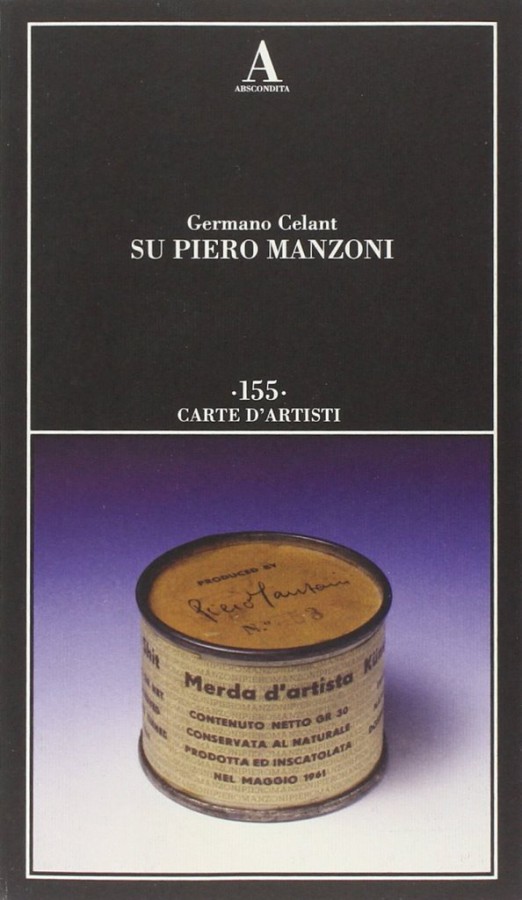 A
ABSCONDITA
Germano Celant
SU PIERO MANZONI
·155·
CARTE D'ARTISTI
PRODUCED BY
Piero Manzoni
N.°
Merda d'artista
CONTENUTO NETTO GR 30
CONSERVATA AL NATURALE
PRODOTTA ED INSCATOLATA
NEL MAGGIO 1961